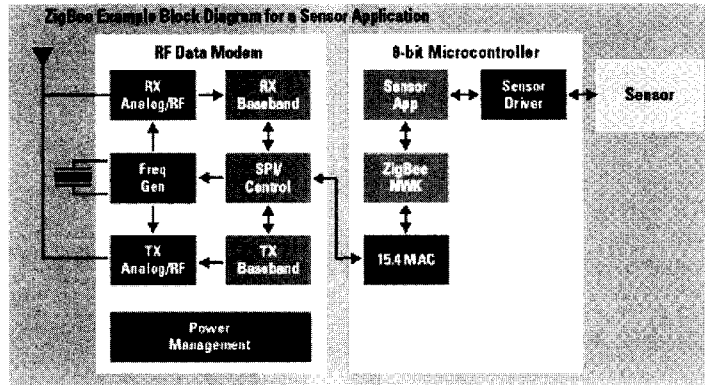 ZigBee Example Block Diagram for a Sensor Application
RF Data Modem
8-bit Microcontroller
RX
Analog/RF
RX
Baseband
Sensor
App
Sensor
Driver
Sensor
Freq
Gen
SPI/
Control
ZigBee
NWK
TX
Analog/RF
TX
Baseband
15.4 MAC
Power
Management